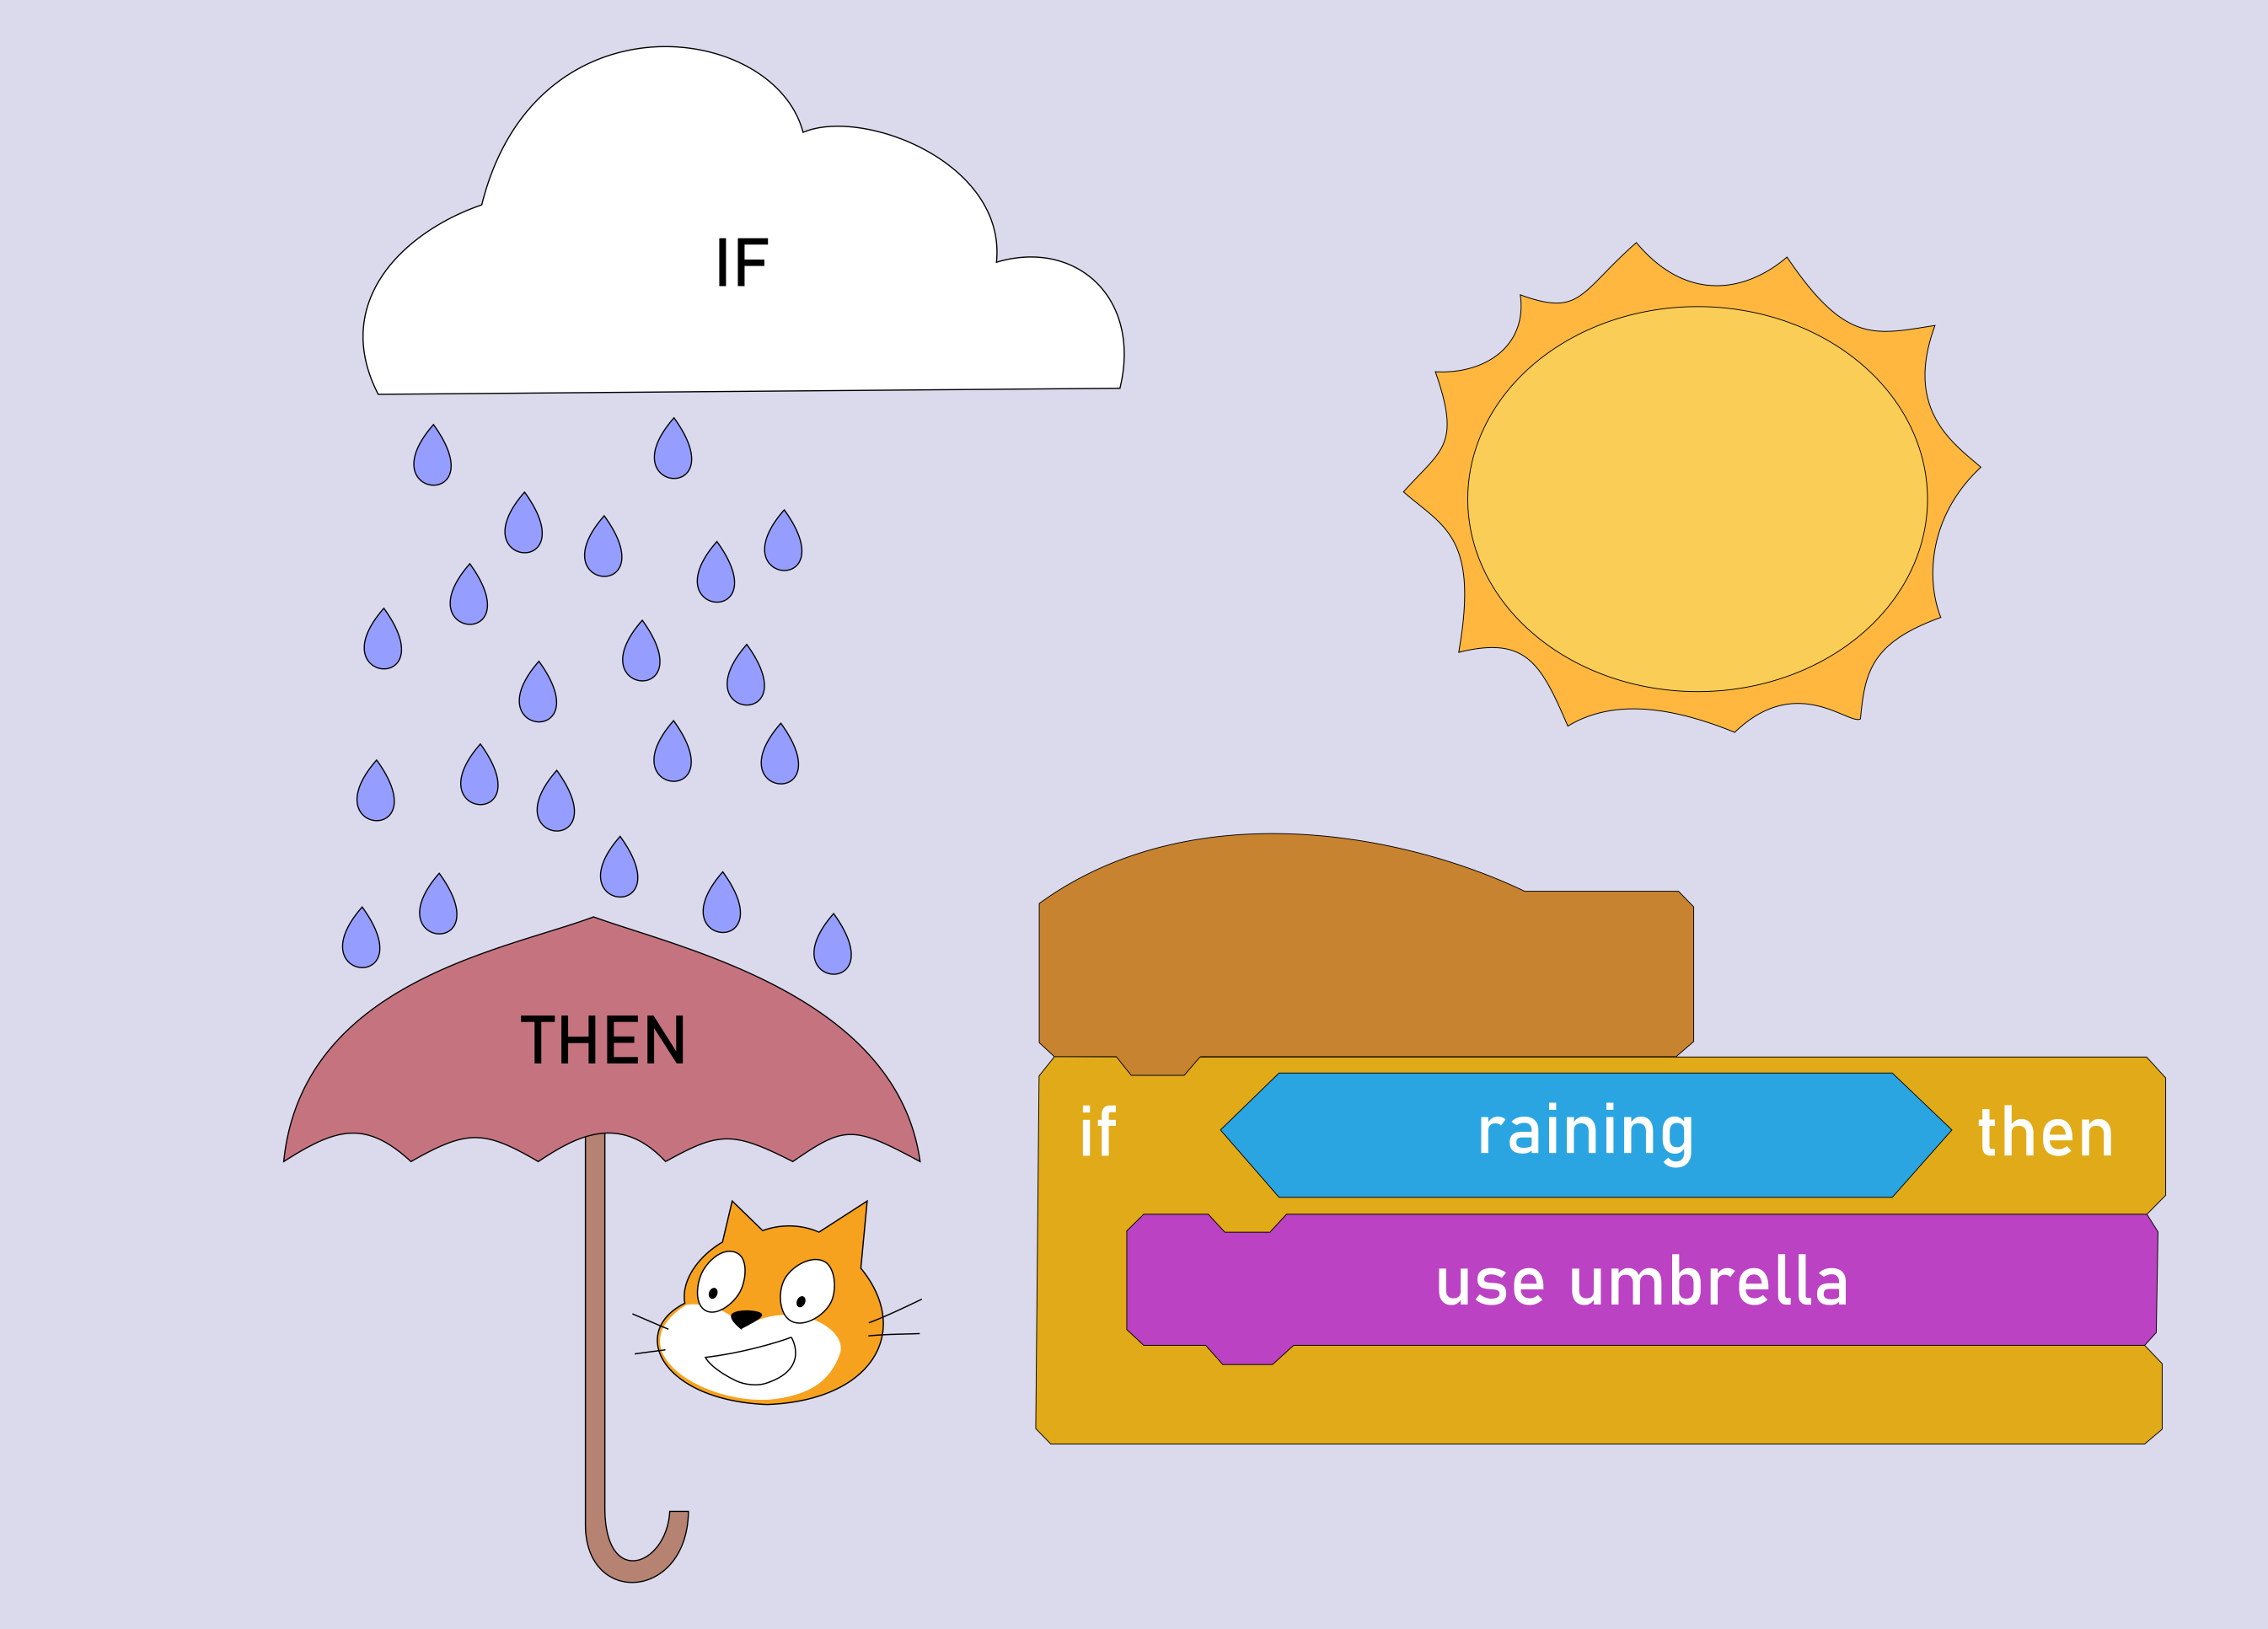 IF
THEN
if raining then
use umbrella